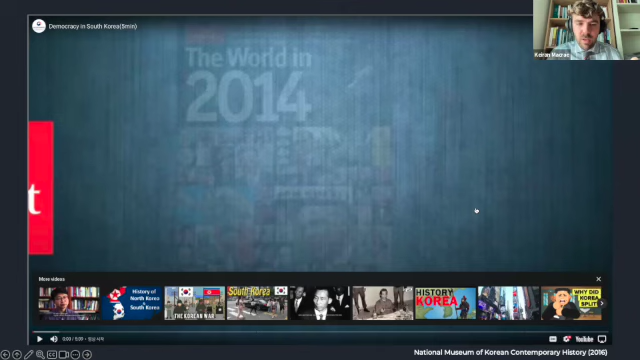 Democracy in South Korea(5min)
Keiran Macrae
The World in
2014
t
More videos
History of
North Korea
&
South Korea
THE KOREAN WAR
South Korea
HISTORY
KOREA
WHY DID
KOREA
SPLIT
YouTube
National Museum of Korean Contemporary History (2016)